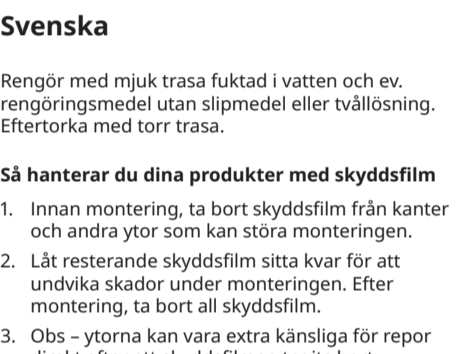 Svenska
Rengör med mjuk trasa fuktad i vatten och ev.
rengöringsmedel utan slipmedel eller tvållösning.
Eftertorka med torr trasa.
Så hanterar du dina produkter med skyddsfilm
1. Innan montering, ta bort skyddsfilm från kanter
och andra ytor som kan störa monteringen.
2. Låt resterande skyddsfilm sitta kvar för att
undvika skador under monteringen. Efter
montering, ta bort all skyddsfilm.
3. Obs – ytorna kan vara extra känsliga för repor